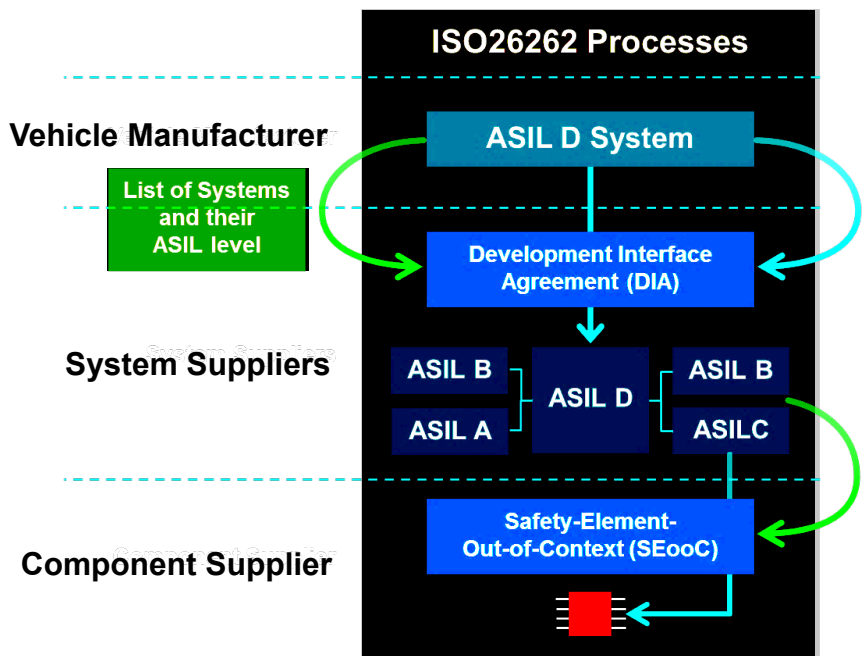 ISO26262 Processes
Vehicle Manufacturer
ASIL D System
List of Systems
and their
ASIL level
Development Interface
Agreement (DIA)
System Suppliers
ASIL B
ASIL A
ASIL D
ASIL B
ASILC
Safety-Element-
Out-of-Context (SEooC)
Component Supplier